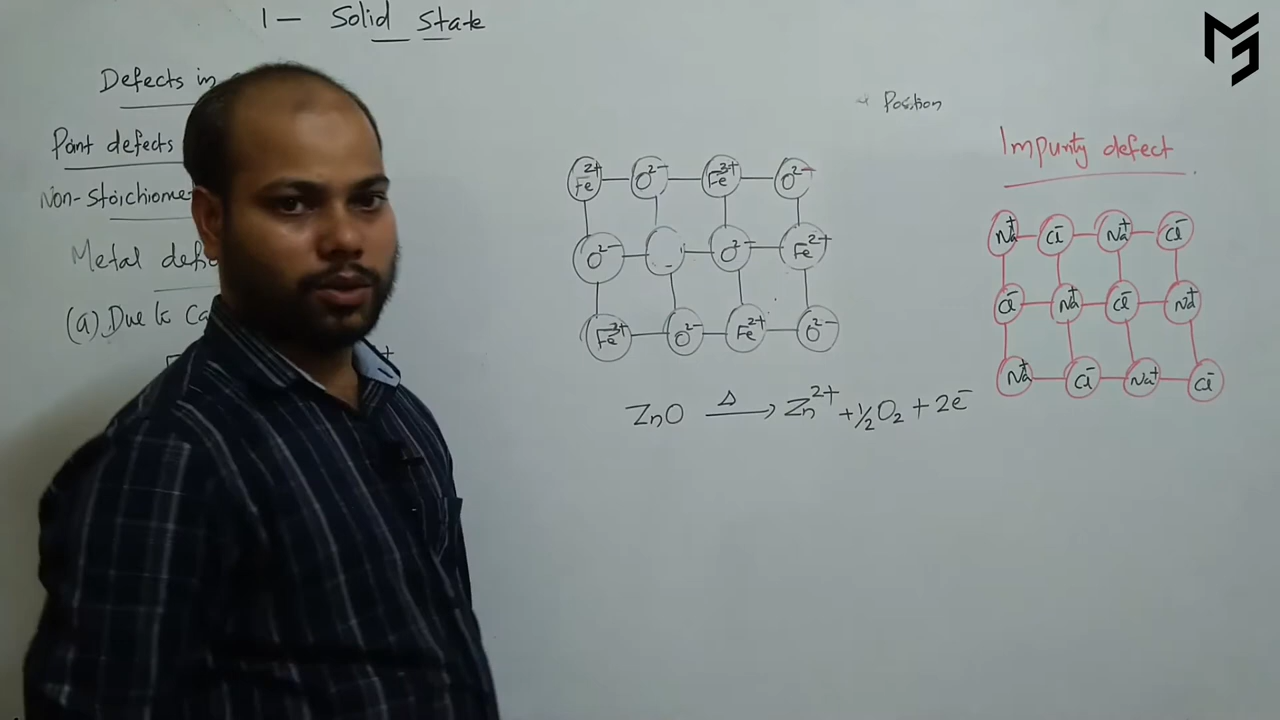 1 — Solid State
Defects in
Point defects
Non-stoichiome
Metal defi
(a) Due to Ca
Position
Fe²⁺ O²⁻ Fe³⁺ O²⁻
O²⁻ O²⁻ Fe²⁺
Fe³⁺ O²⁻ Fe²⁺ O²⁻
ZnO —Δ→ Zn²⁺ + ½O₂ + 2e⁻
Impurity defect
Na⁺ Cl⁻ Na⁺ Cl⁻
Cl⁻ Na⁺ Cl⁻ Na⁺
Na⁺ Cl⁻ Na⁺ Cl⁻